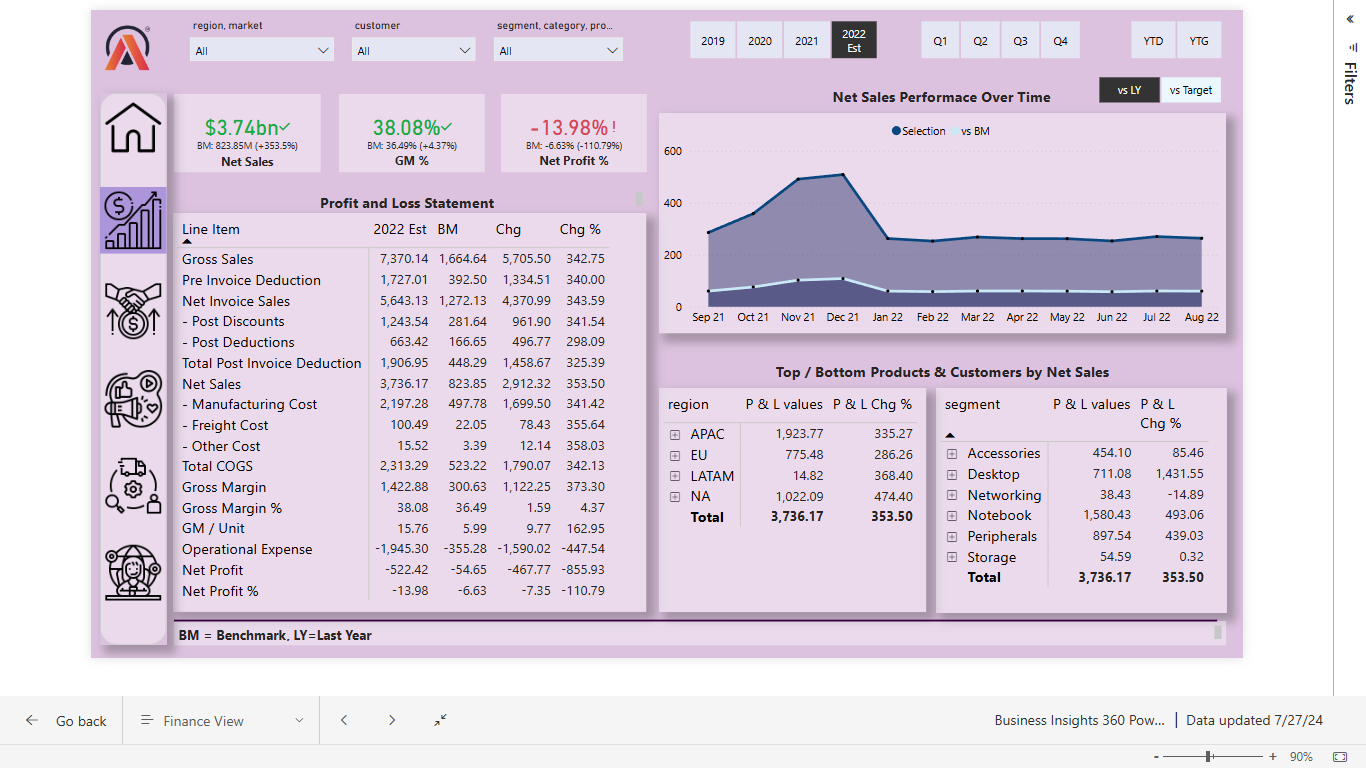 region, market
customer
segment, category, pro...
All
All
All
2019 2020 2021 2022 Est
Q1 Q2 Q3 Q4
YTD YTG
Filters
vs LY vs Target
$3.74bn
BM: 823.85M (+353.5%)
Net Sales
38.08%
BM: 36.49% (+4.37%)
GM %
-13.98% !
BM: -6.63% (-110.79%)
Net Profit %
Net Sales Performace Over Time
Selection vs BM
600
400
200
0
Sep 21 Oct 21 Nov 21 Dec 21 Jan 22 Feb 22 Mar 22 Apr 22 May 22 Jun 22 Jul 22 Aug 22
Profit and Loss Statement
Line Item 2022 Est BM Chg Chg %
Gross Sales 7,370.14 1,664.64 5,705.50 342.75
Pre Invoice Deduction 1,727.01 392.50 1,334.51 340.00
Net Invoice Sales 5,643.13 1,272.13 4,370.99 343.59
- Post Discounts 1,243.54 281.64 961.90 341.54
- Post Deductions 663.42 166.65 496.77 298.09
Total Post Invoice Deduction 1,906.95 448.29 1,458.67 325.39
Net Sales 3,736.17 823.85 2,912.32 353.50
- Manufacturing Cost 2,197.28 497.78 1,699.50 341.42
- Freight Cost 100.49 22.05 78.43 355.64
- Other Cost 15.52 3.39 12.14 358.03
Total COGS 2,313.29 523.22 1,790.07 342.13
Gross Margin 1,422.88 300.63 1,122.25 373.30
Gross Margin % 38.08 36.49 1.59 4.37
GM / Unit 15.76 5.99 9.77 162.95
Operational Expense -1,945.30 -355.28 -1,590.02 -447.54
Net Profit -522.42 -54.65 -467.77 -855.93
Net Profit % -13.98 -6.63 -7.35 -110.79
Top / Bottom Products & Customers by Net Sales
region P & L values P & L Chg %
APAC 1,923.77 335.27
EU 775.48 286.26
LATAM 14.82 368.40
NA 1,022.09 474.40
Total 3,736.17 353.50
segment P & L values P & L
Chg %
Accessories 454.10 85.46
Desktop 711.08 1,431.55
Networking 38.43 -14.89
Notebook 1,580.43 493.06
Peripherals 897.54 439.03
Storage 54.59 0.32
Total 3,736.17 353.50
BM = Benchmark, LY=Last Year
Go back
Finance View
Business Insights 360 Pow... | Data updated 7/27/24
- + 90%